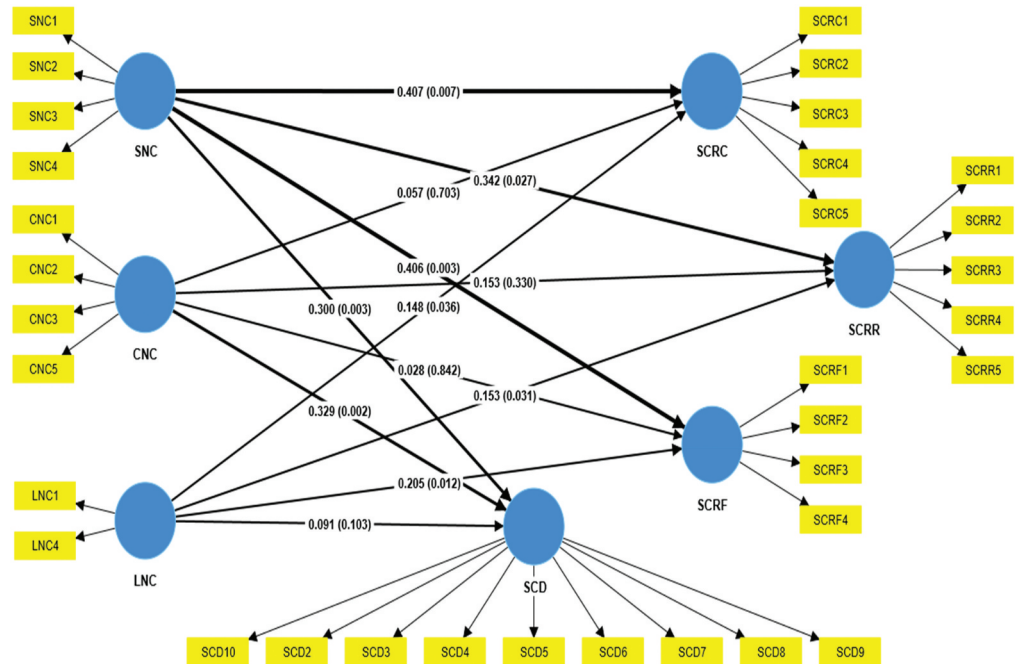 SNC1
SNC2
SNC3
SNC4
SNC
CNC1
CNC2
CNC3
CNC5
CNC
LNC1
LNC4
LNC
0.407 (0.007)
0.057 (0.703)
0.342 (0.027)
0.406 (0.003)
0.153 (0.330)
0.148 (0.036)
0.300 (0.003)
0.028 (0.842)
0.153 (0.031)
0.329 (0.002)
0.205 (0.012)
0.091 (0.103)
SCRC1
SCRC2
SCRC3
SCRC4
SCRC5
SCRC
SCRR1
SCRR2
SCRR3
SCRR4
SCRR5
SCRR
SCRF1
SCRF2
SCRF3
SCRF4
SCRF
SCD
SCD10
SCD2
SCD3
SCD4
SCD5
SCD6
SCD7
SCD8
SCD9